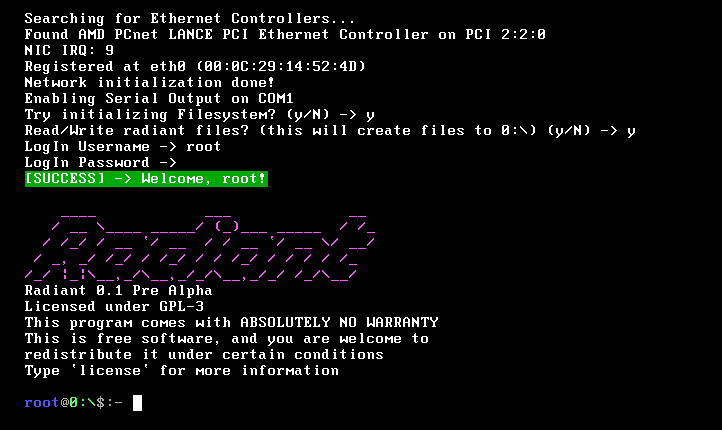 Searching for Ethernet Controllers...
Found AMD PCnet LANCE PCI Ethernet Controller on PCI 2:2:0
NIC IRQ: 9
Registered at eth0 (00:0C:29:14:52:4D)
Network initialization done!
Enabling Serial Output on COM1
Try initializing Filesystem? (y/N) -> y
Read/Write radiant files? (this will create files to 0:\) (y/N) -> y
LogIn Username -> root
LogIn Password ->
[SUCCESS] -> Welcome, root!
Radiant
Radiant 0.1 Pre Alpha
Licensed under GPL-3
This program comes with ABSOLUTELY NO WARRANTY
This is free software, and you are welcome to
redistribute it under certain conditions
Type `license` for more information
root@0:\$:-